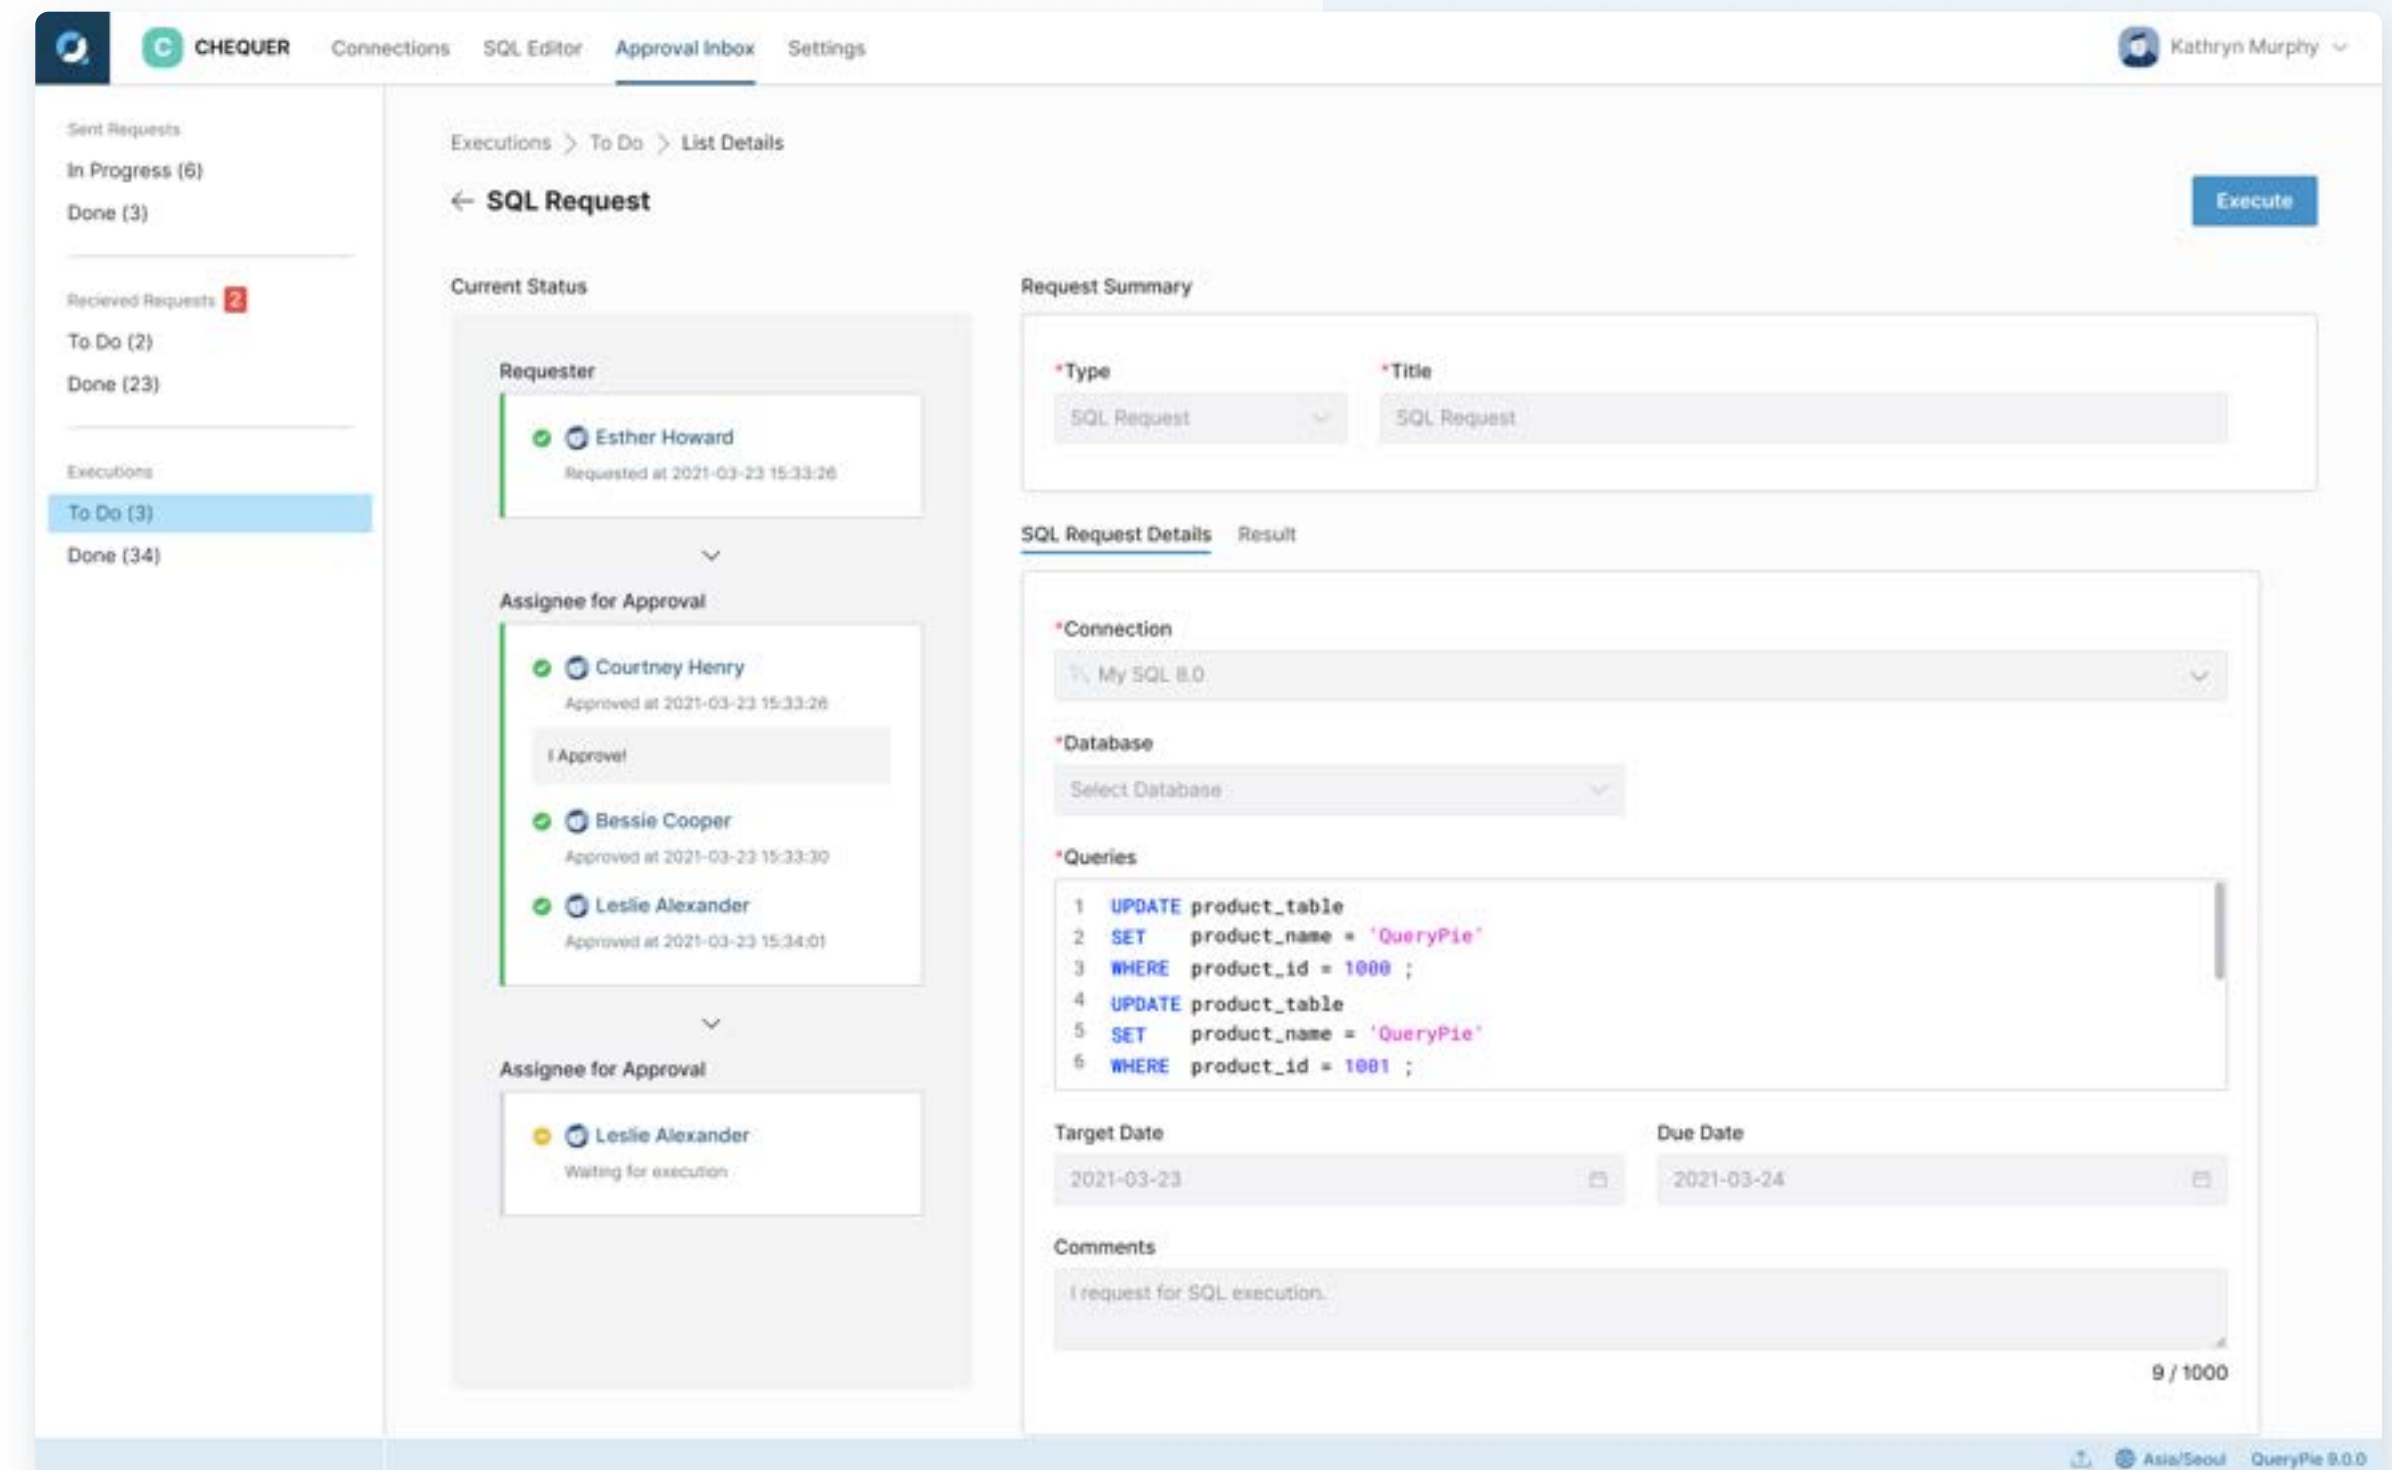 C CHEQUER Connections SQL Editor Approval Inbox Settings Kathryn Murphy
Sent Requests
In Progress (6)
Done (3)
Recieved Requests 2
To Do (2)
Done (23)
Executions
To Do (3)
Done (34)
Executions > To Do > List Details
← SQL Request
Execute
Current Status
Requester
Esther Howard
Requested at 2021-03-23 15:33:26
Assignee for Approval
Courtney Henry
Approved at 2021-03-23 15:33:26
I Approve!
Bessie Cooper
Approved at 2021-03-23 15:33:30
Leslie Alexander
Approved at 2021-03-23 15:34:01
Assignee for Approval
Leslie Alexander
Waiting for execution
Request Summary
*Type *Title
SQL Request SQL Request
SQL Request Details Result
*Connection
My SQL 8.0
*Database
Select Database
*Queries
1 UPDATE product_table
2 SET product_name = 'QueryPie'
3 WHERE product_id = 1000 ;
4 UPDATE product_table
5 SET product_name = 'QueryPie'
6 WHERE product_id = 1001 ;
Target Date Due Date
2021-03-23 2021-03-24
Comments
I request for SQL execution.
9 / 1000
Asia/Seoul QueryPie 9.0.0